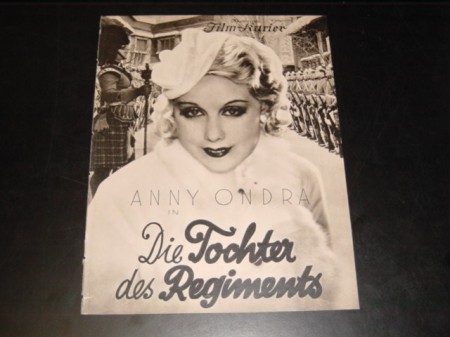 Film-Kurier
ANNY ONDRA
IN
Die Tochter
des Regiments